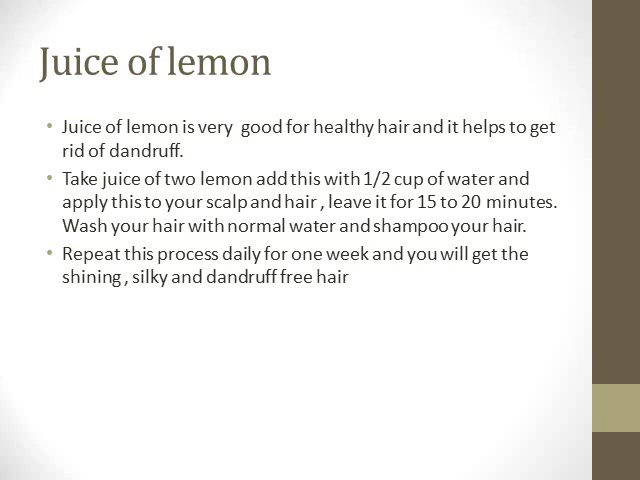 Juice of lemon
• Juice of lemon is very  good for healthy hair and it helps to get
rid of dandruff.
• Take juice of two lemon add this with 1/2 cup of water and
apply this to your scalp and hair , leave it for 15 to 20 minutes.
Wash your hair with normal water and shampoo your hair.
• Repeat this process daily for one week and you will get the
shining , silky and dandruff free hair